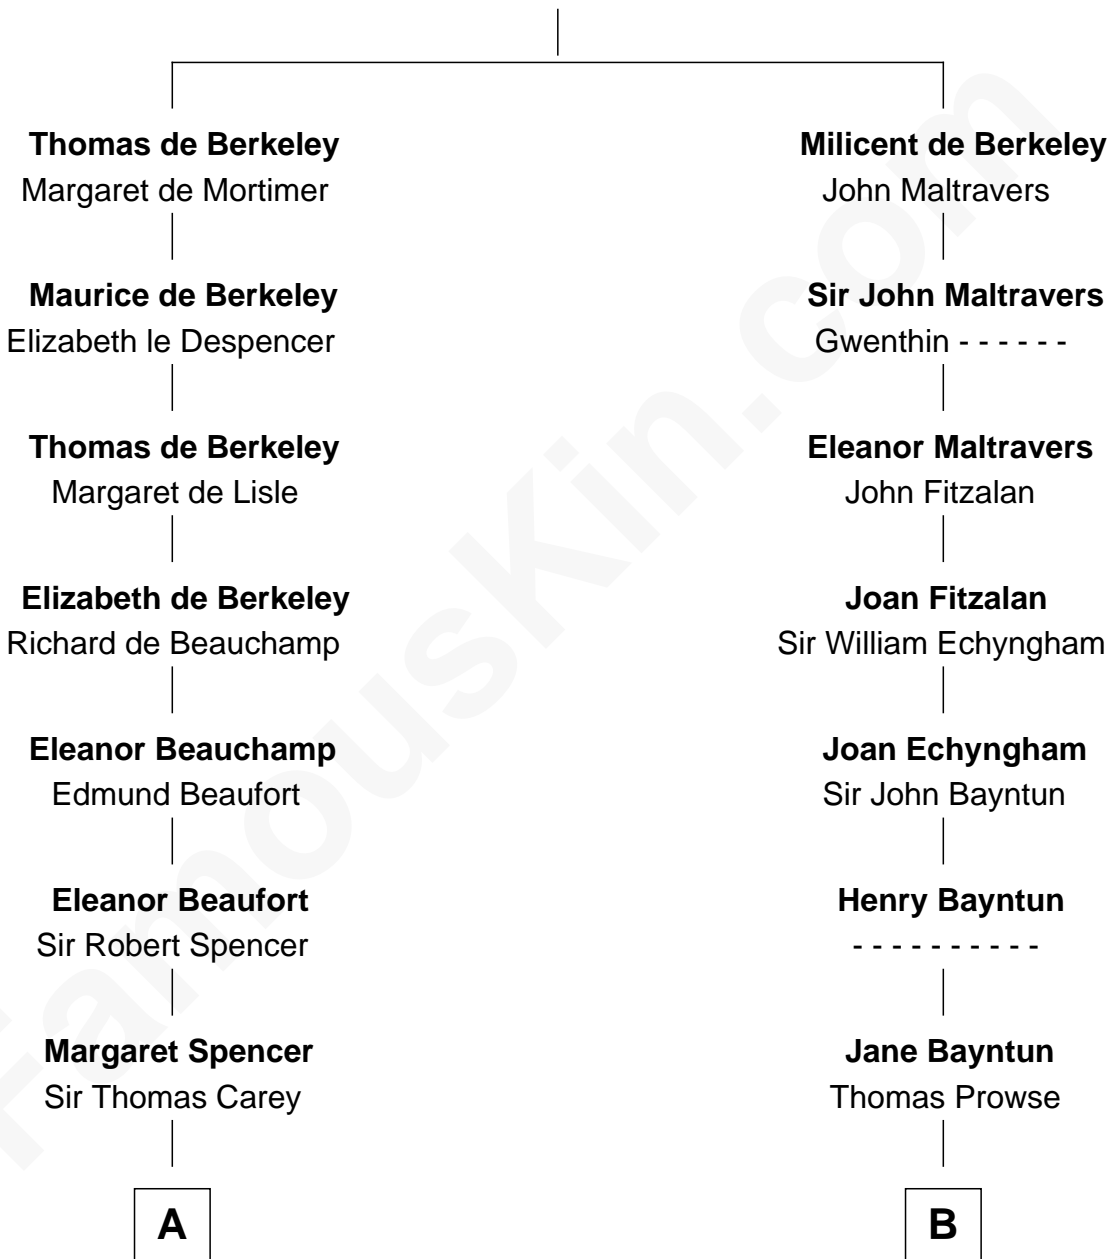 Thomas de Berkeley
Margaret de Mortimer
Maurice de Berkeley
Elizabeth le Despencer
Thomas de Berkeley
Margaret de Lisle
Elizabeth de Berkeley
Richard de Beauchamp
Eleanor Beauchamp
Edmund Beaufort
Eleanor Beaufort
Sir Robert Spencer
Margaret Spencer
Sir Thomas Carey
A
Milicent de Berkeley
John Maltravers
Sir John Maltravers
Gwenthin - - - - - -
Eleanor Maltravers
John Fitzalan
Joan Fitzalan
Sir William Echyngham
Joan Echyngham
Sir John Bayntun
Henry Bayntun
- - - - - - - - - -
Jane Bayntun
Thomas Prowse
B
FamousKin.com